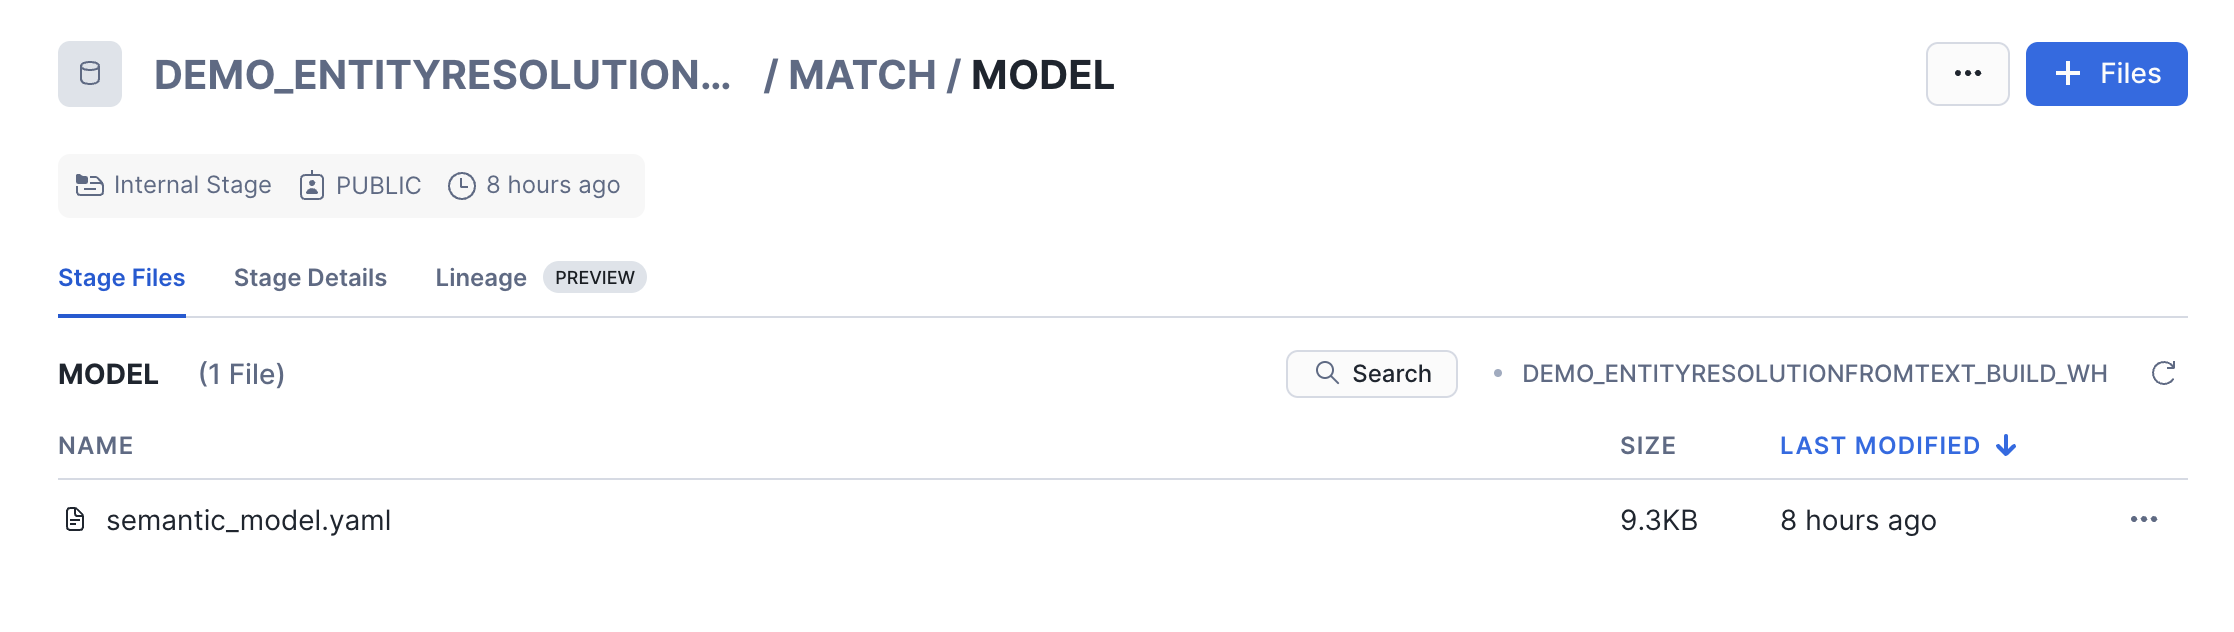 DEMO_ENTITYRESOLUTION... / MATCH / MODEL
... + Files
Internal Stage PUBLIC 8 hours ago
Stage Files Stage Details Lineage PREVIEW
MODEL (1 File) Search • DEMO_ENTITYRESOLUTIONFROMTEXT_BUILD_WH
NAME SIZE LAST MODIFIED
semantic_model.yaml 9.3KB 8 hours ago ...